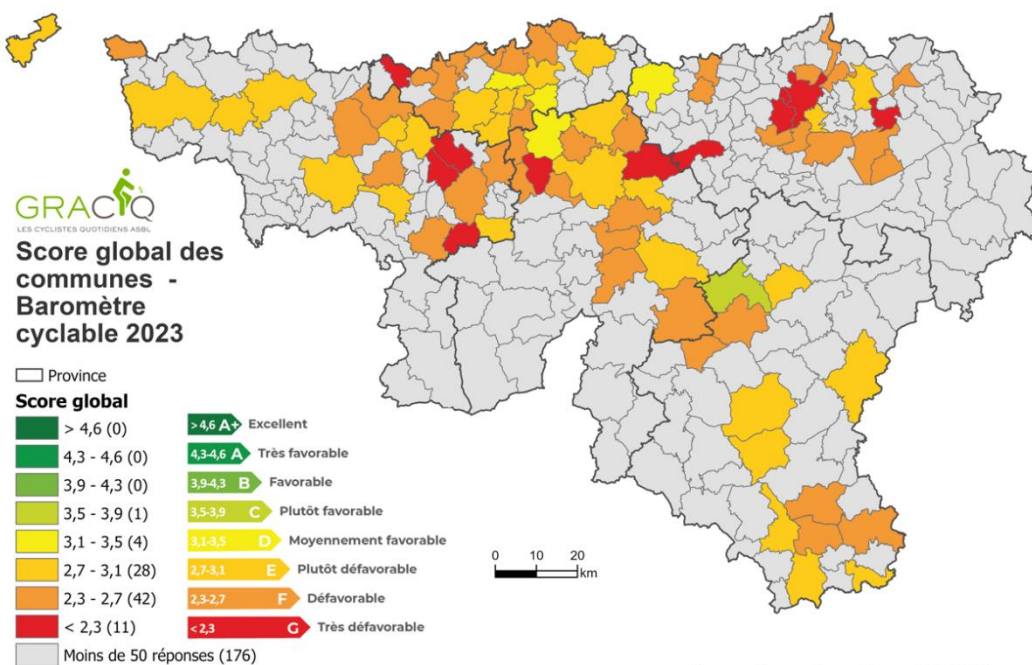 GRACQ
LES CYCLISTES QUOTIDIENS ASBL
Score global des
communes -
Baromètre
cyclable 2023
Province
Score global
> 4,6 (0)
4,3 - 4,6 (0)
3,9 - 4,3 (0)
3,5 - 3,9 (1)
3,1 - 3,5 (4)
2,7 - 3,1 (28)
2,3 - 2,7 (42)
< 2,3 (11)
Moins de 50 réponses (176)
> 4,6 A+ Excellent
4,3-4,6 A Très favorable
3,9-4,3 B Favorable
3,5-3,9 C Plutôt favorable
3,1-3,5 D Moyennement favorable
2,7-3,1 E Plutôt défavorable
2,3-2,7 F Défavorable
< 2,3 G Très défavorable
0 10 20
km